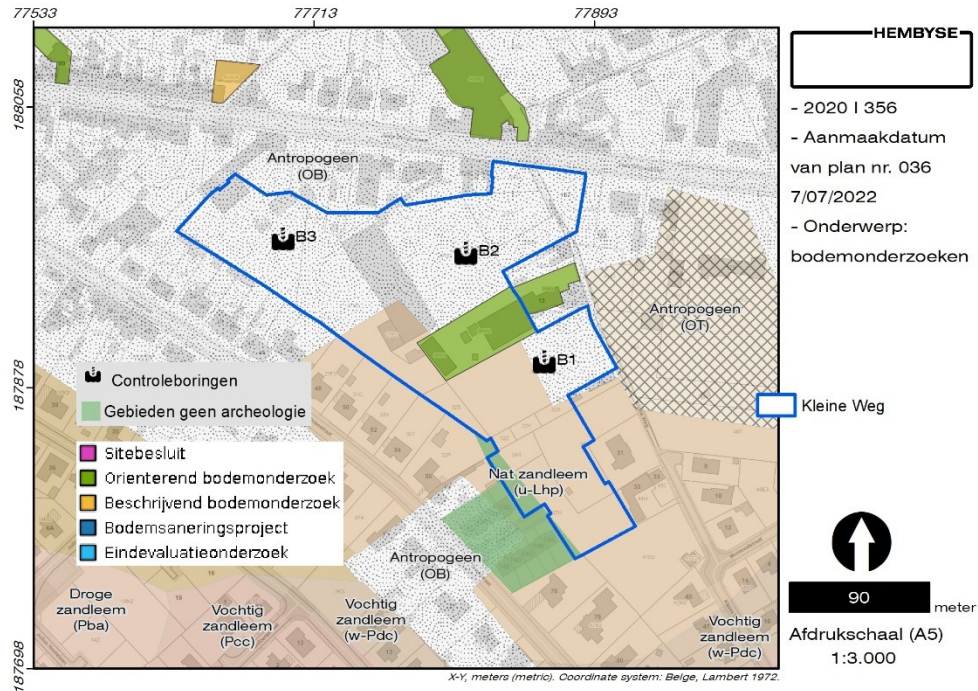 77533
77713
77893
188058
187878
187698
Antropogeen
(OB)
B3
B2
B1
Antropogeen
(OT)
Nat zandleem
(u-Lhp)
Antropogeen
(OB)
Droge
zandleem
(Pba)
Vochtig
zandleem
(Pcc)
Vochtig
zandleem
(w-Pdc)
Vochtig
zandleem
(w-Pdc)
Controleboringen
Gebieden geen archeologie
Sitebesluit
Oriënterend bodemonderzoek
Beschrijvend bodemonderzoek
Bodemsaneringsproject
Eindevaluatieonderzoek
X-Y, meters (metric). Coordinate system: Belge, Lambert 1972.
HEMBYSE
- 2020 I 356
- Aanmaakdatum
van plan nr. 036
7/07/2022
- Onderwerp:
bodemonderzoeken
Kleine Weg
90 meter
Afdrukschaal (A5)
1:3.000